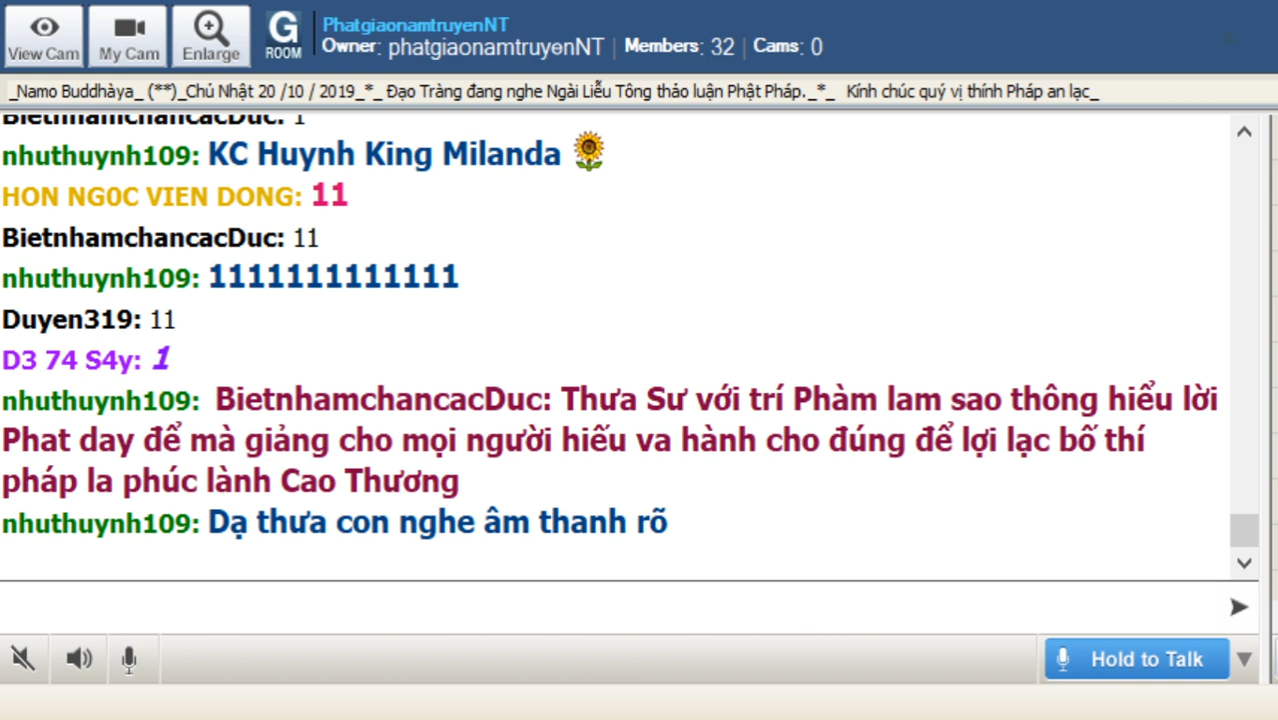 PhatgiaonamtruyenNT
View Cam My Cam Enlarge G ROOM Owner: phatgiaonamtruyenNT | Members: 32 | Cams: 0
_Namo Buddhàya_ (**)_Chủ Nhật 20 /10 / 2019_*_ Đạo Tràng đang nghe Ngài Liễu Tông thảo luận Phật Pháp._*_ Kính chúc quý vị thính Pháp an lạc_
BietnhamchancacDuc: 1
nhuthuynh109: KC Huynh King Milanda
HON NG0C VIEN DONG: 11
BietnhamchancacDuc: 11
nhuthuynh109: 1111111111111
Duyen319: 11
D3 74 S4y: 1
nhuthuynh109: BietnhamchancacDuc: Thưa Sư với trí Phàm lam sao thông hiểu lời
Phat day để mà giảng cho mọi người hiếu va hành cho đúng để lợi lạc bố thí
pháp la phúc lành Cao Thương
nhuthuynh109: Dạ thưa con nghe âm thanh rõ
Hold to Talk